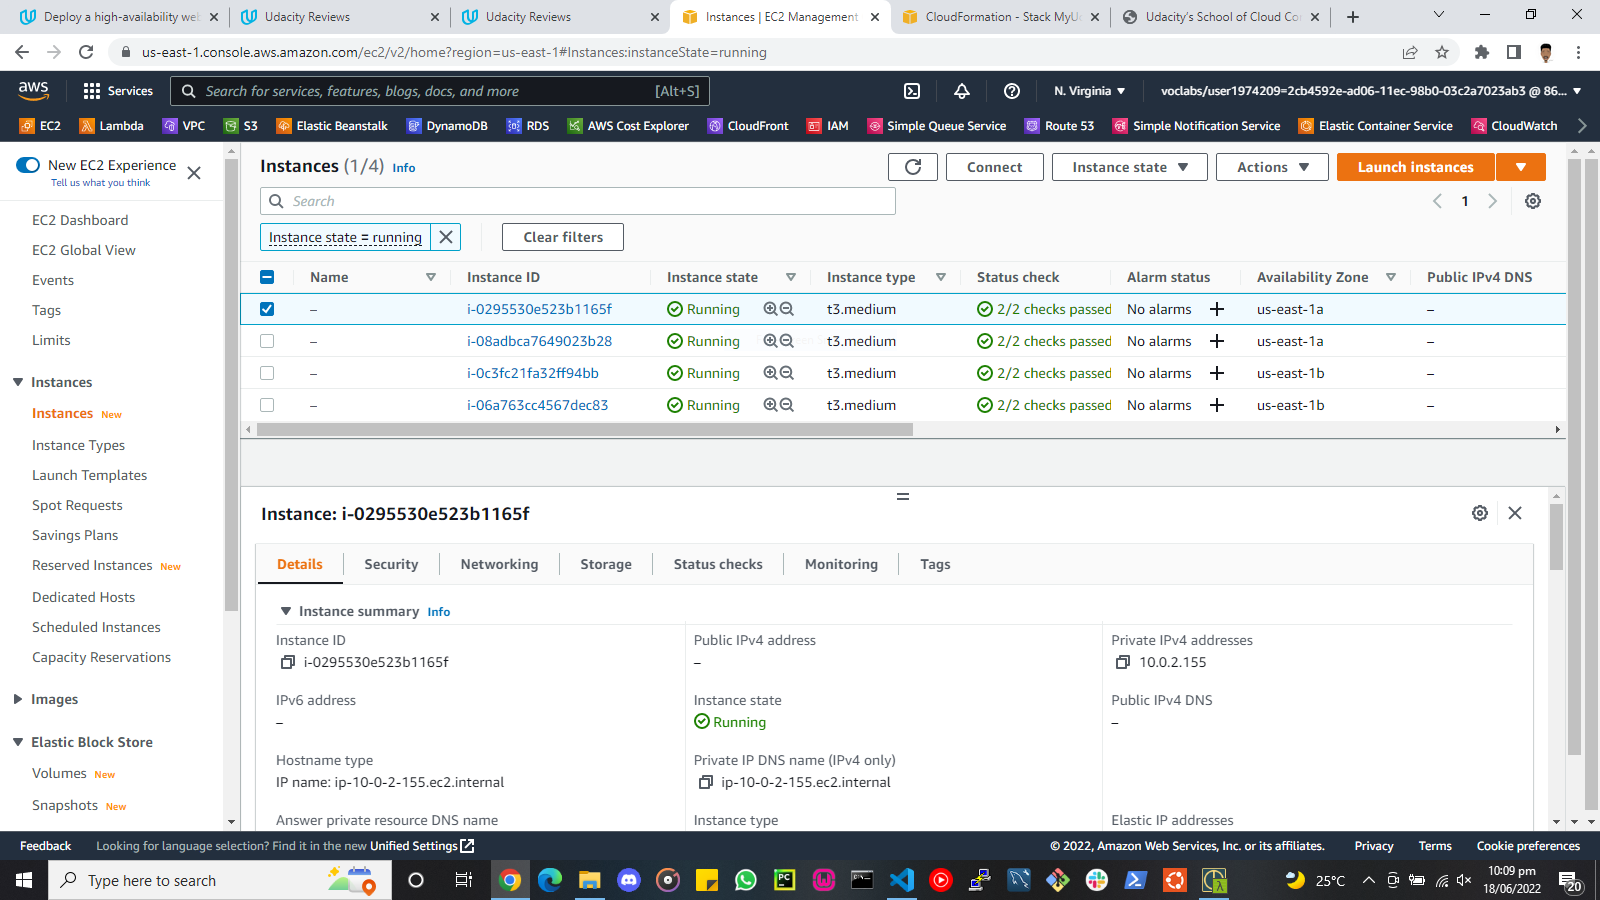 Deploy a high-availability web
Udacity Reviews
Udacity Reviews
Instances | EC2 Management
CloudFormation - Stack MyUd
Udacity's School of Cloud Co
us-east-1.console.aws.amazon.com/ec2/v2/home?region=us-east-1#Instances:instanceState=running
aws
Services
Search for services, features, blogs, docs, and more
[Alt+S]
N. Virginia
voclabs/user1974209=2cb4592e-ad06-11ec-98b0-03c2a7023ab3 @ 86...
EC2
Lambda
VPC
S3
Elastic Beanstalk
DynamoDB
RDS
AWS Cost Explorer
CloudFront
IAM
Simple Queue Service
Route 53
Simple Notification Service
Elastic Container Service
CloudWatch
New EC2 Experience
Tell us what you think
EC2 Dashboard
EC2 Global View
Events
Tags
Limits
Instances
Instances New
Instance Types
Launch Templates
Spot Requests
Savings Plans
Reserved Instances New
Dedicated Hosts
Scheduled Instances
Capacity Reservations
Images
Elastic Block Store
Volumes New
Snapshots New
Instances (1/4) Info
Connect
Instance state
Actions
Launch instances
Search
1
Instance state = running
Clear filters
Name Instance ID Instance state Instance type Status check Alarm status Availability Zone Public IPv4 DNS
– i-0295530e523b1165f Running t3.medium 2/2 checks passed No alarms + us-east-1a –
– i-08adbca7649023b28 Running t3.medium 2/2 checks passed No alarms + us-east-1a –
– i-0c3fc21fa32ff94bb Running t3.medium 2/2 checks passed No alarms + us-east-1b –
– i-06a763cc4567dec83 Running t3.medium 2/2 checks passed No alarms + us-east-1b –
Instance: i-0295530e523b1165f
Details
Security
Networking
Storage
Status checks
Monitoring
Tags
Instance summary Info
Instance ID
i-0295530e523b1165f
Public IPv4 address
–
Private IPv4 addresses
10.0.2.155
IPv6 address
–
Instance state
Running
Public IPv4 DNS
–
Hostname type
IP name: ip-10-0-2-155.ec2.internal
Private IP DNS name (IPv4 only)
ip-10-0-2-155.ec2.internal
Answer private resource DNS name
Instance type
Elastic IP addresses
Feedback
Looking for language selection? Find it in the new Unified Settings
© 2022, Amazon Web Services, Inc. or its affiliates.
Privacy
Terms
Cookie preferences
Type here to search
25°C
10:09 pm
18/06/2022
20